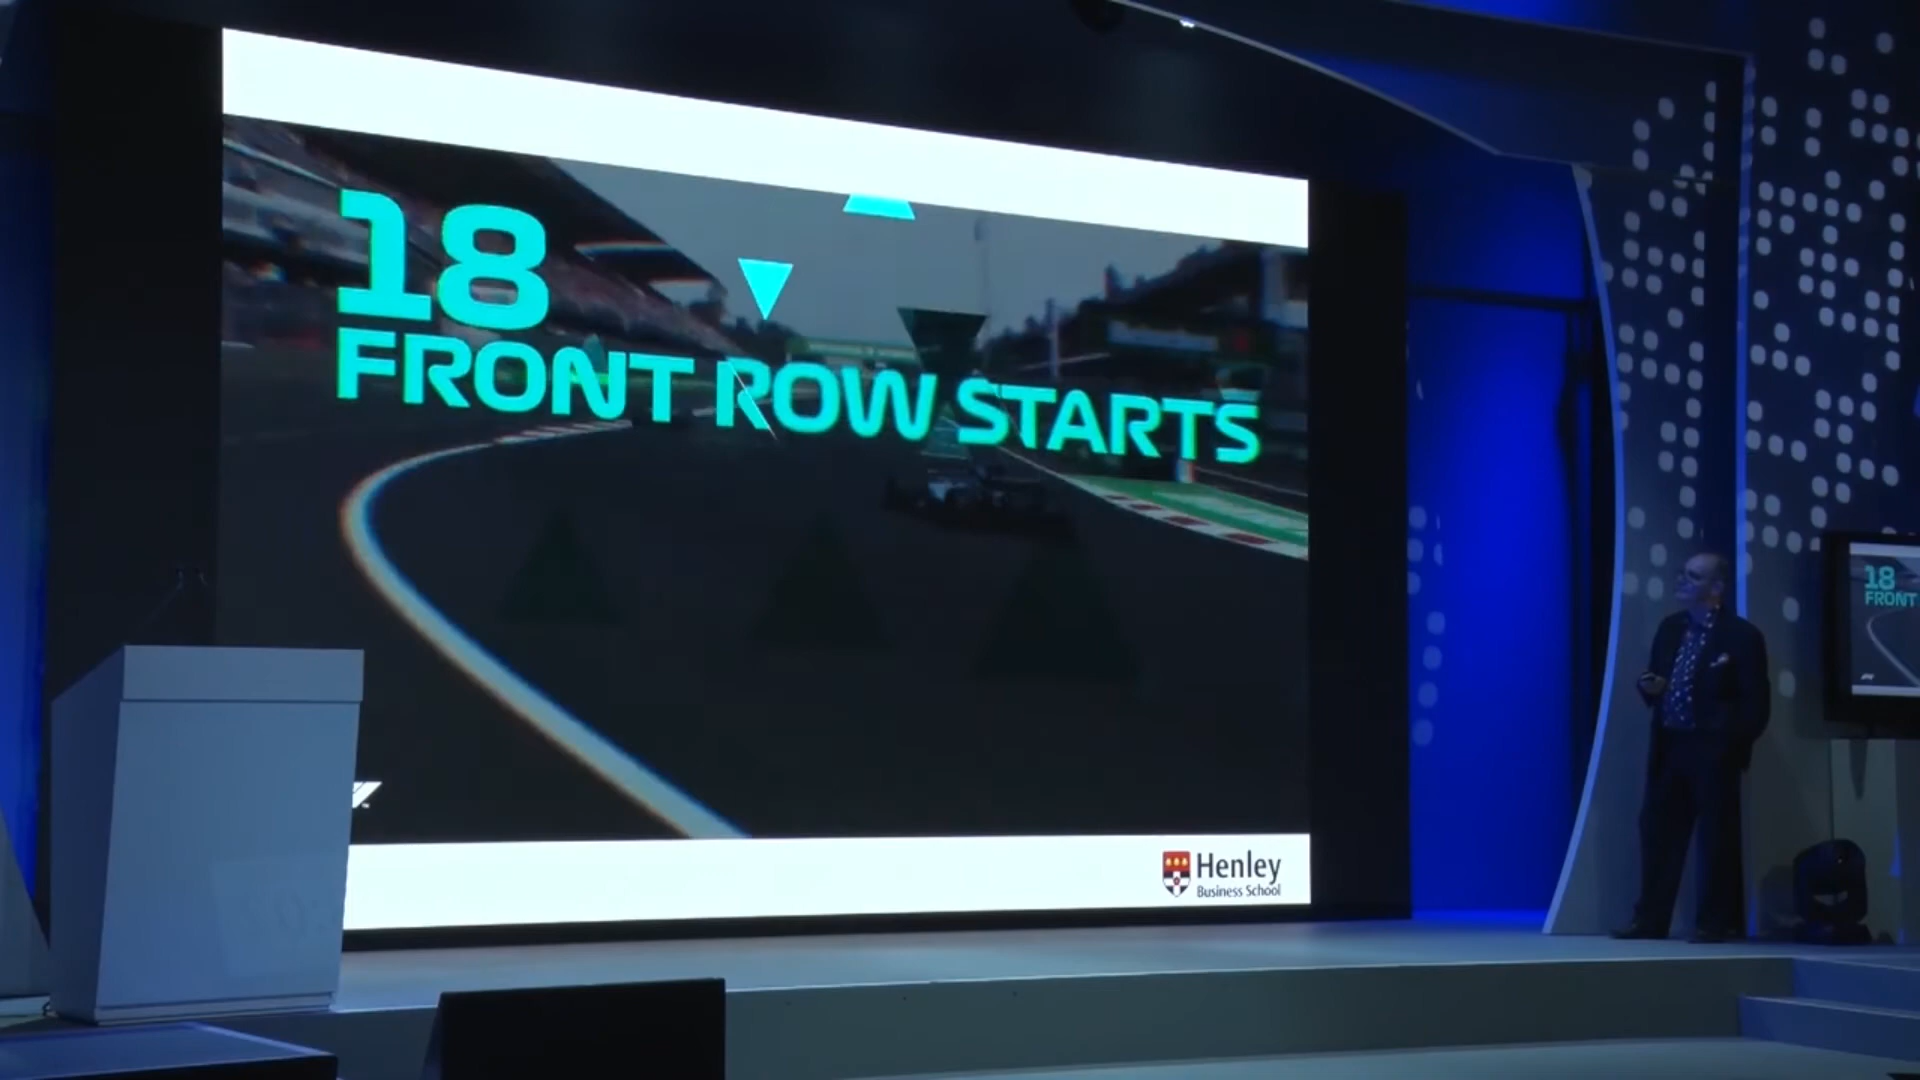 18
FRONT ROW STARTS
Henley
Business School
18
FRONT